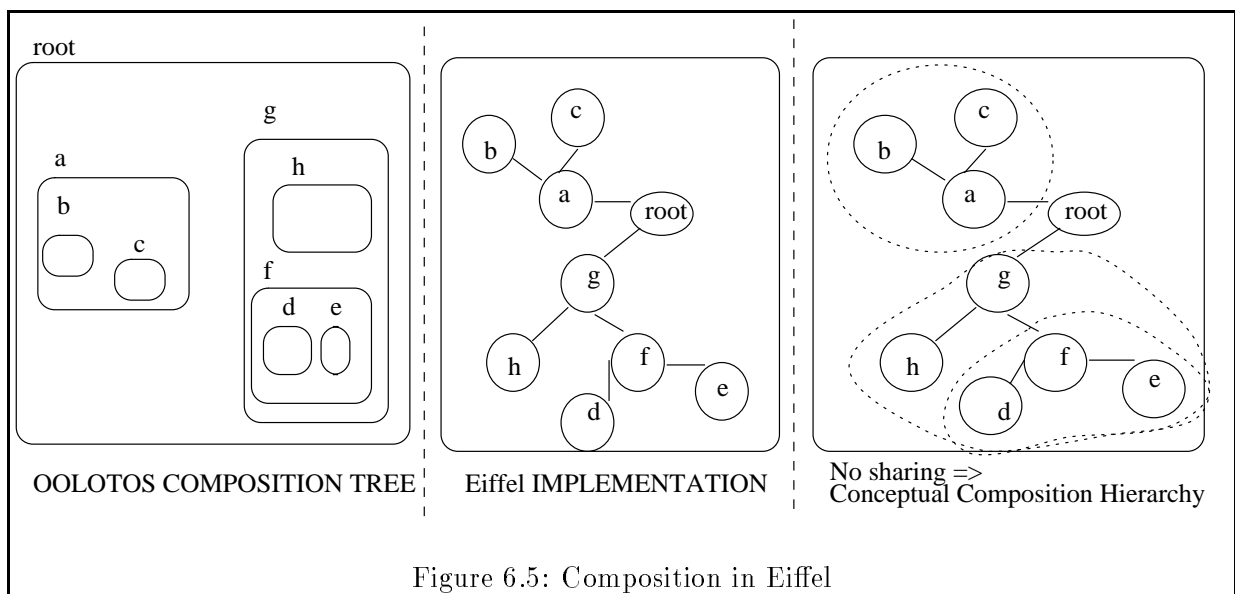 root
g
a
h
b
c
f
d
e
OOLOTOS COMPOSITION TREE
c
b
a
root
g
f
h
e
d
Eiffel IMPLEMENTATION
c
b
a
root
g
f
h
e
d
No sharing =>
Conceptual Composition Hierarchy
Figure 6.5: Composition in Eiffel